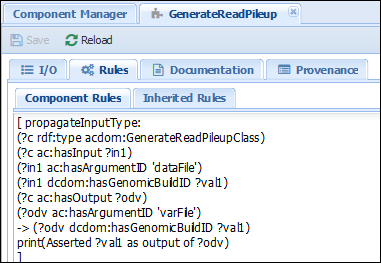 Component Manager GenerateReadPileup
Save Reload
I/O Rules Documentation Provenance
Component Rules Inherited Rules
[ propagateInputType:
(?c rdf:type acdom:GenerateReadPileupClass)
(?c ac:hasInput ?in1)
(?in1 ac:hasArgumentID 'dataFile')
(?in1 dcdom:hasGenomicBuildID ?val1)
(?c ac:hasOutput ?odv)
(?odv ac:hasArgumentID 'varFile')
-> (?odv dcdom:hasGenomicBuildID ?val1)
print(Asserted ?val1 as output of ?odv)
]